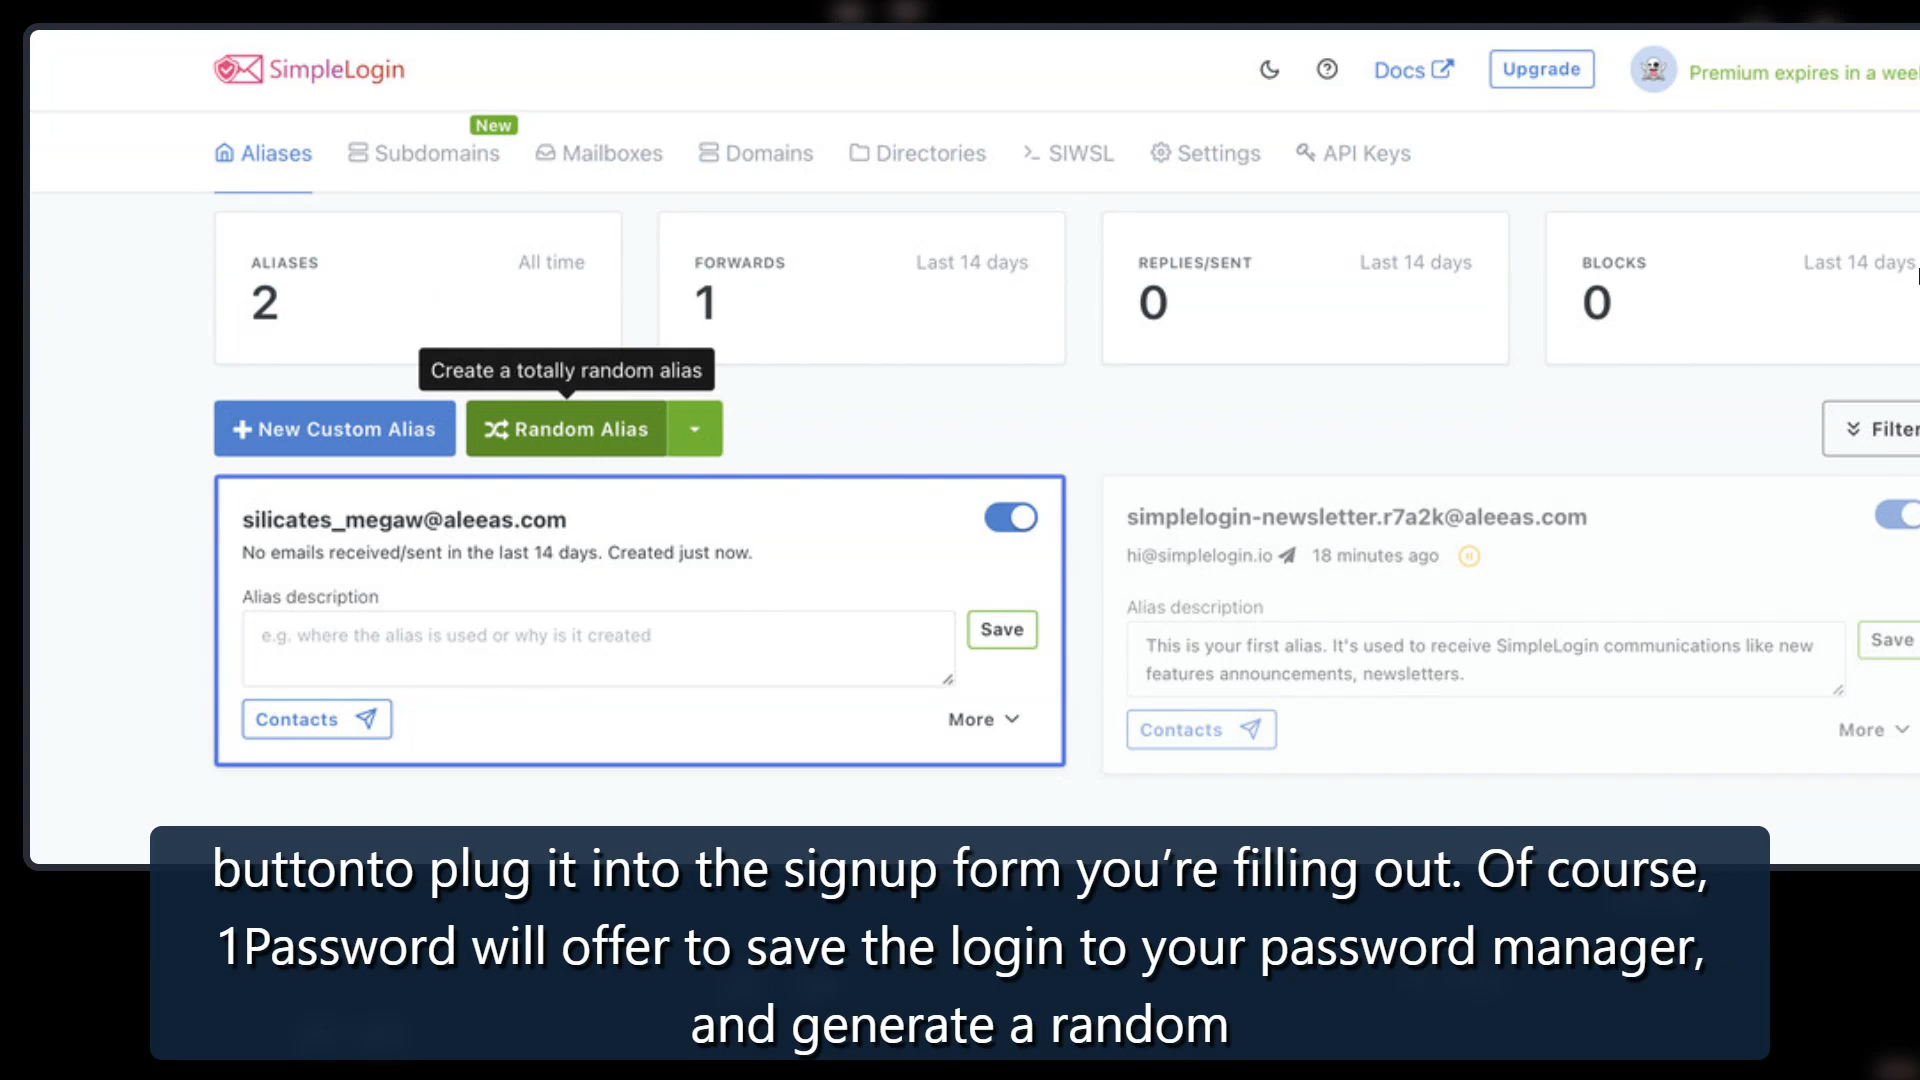 SimpleLogin
Docs
Upgrade
Premium expires in a
New
Aliases
Subdomains
Mailboxes
Domains
Directories
SIWSL
Settings
API Keys
ALIASES
All time
2
FORWARDS
Last 14 days
1
REPLIES/SENT
Last 14 days
0
BLOCKS
Last 14 days
0
Create a totally random alias
New Custom Alias
Random Alias
Filter
silicates_megaw@aleeas.com
No emails received/sent in the last 14 days. Created just now.
Alias description
e.g. where the alias is used or why is it created
Save
Contacts
More
simplelogin-newsletter.r7a2k@aleeas.com
hi@simplelogin.io 18 minutes ago
Alias description
This is your first alias. It's used to receive SimpleLogin communications like new
features announcements, newsletters.
Save
Contacts
More
buttonto plug it into the signup form you’re filling out. Of course,
1Password will offer to save the login to your password manager,
and generate a random